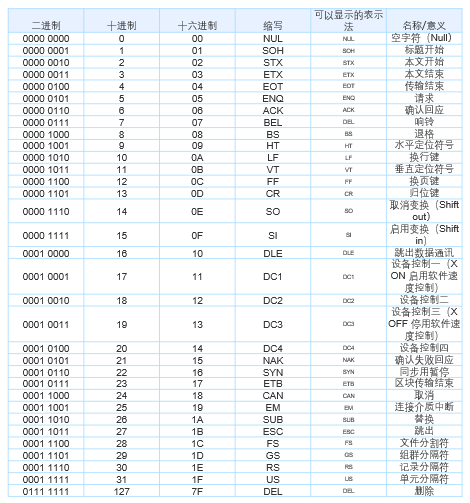 二进制 十进制 十六进制 缩写 可以显示的表示法 名称/意义
0000 0000 0 00 NUL NUL 空字符（Null）
0000 0001 1 01 SOH SOH 标题开始
0000 0010 2 02 STX STX 本文开始
0000 0011 3 03 ETX ETX 本文结束
0000 0100 4 04 EOT EOT 传输结束
0000 0101 5 05 ENQ ENQ 请求
0000 0110 6 06 ACK ACK 确认回应
0000 0111 7 07 BEL DEL 响铃
0000 1000 8 08 BS BS 退格
0000 1001 9 09 HT HT 水平定位符号
0000 1010 10 0A LF LF 换行键
0000 1011 11 0B VT VT 垂直定位符号
0000 1100 12 0C FF FF 换页键
0000 1101 13 0D CR CR 归位键
0000 1110 14 0E SO SO 取消变换（Shift out）
0000 1111 15 0F SI SI 启用变换（Shift in）
0001 0000 16 10 DLE DLE 跳出数据通讯
0001 0001 17 11 DC1 DC1 设备控制一（XON 启用软件速度控制）
0001 0010 18 12 DC2 DC2 设备控制二
0001 0011 19 13 DC3 DC3 设备控制三（XOFF 停用软件速度控制）
0001 0100 20 14 DC4 DC4 设备控制四
0001 0101 21 15 NAK NAK 确认失败回应
0001 0110 22 16 SYN SYN 同步用暂停
0001 0111 23 17 ETB ETB 区块传输结束
0001 1000 24 18 CAN CAN 取消
0001 1001 25 19 EM EM 连接介质中断
0001 1010 26 1A SUB SUB 替换
0001 1011 27 1B ESC ESC 跳出
0001 1100 28 1C FS FS 文件分割符
0001 1101 29 1D GS GS 组群分隔符
0001 1110 30 1E RS RS 记录分隔符
0001 1111 31 1F US US 单元分隔符
0111 1111 127 7F DEL DEL 删除